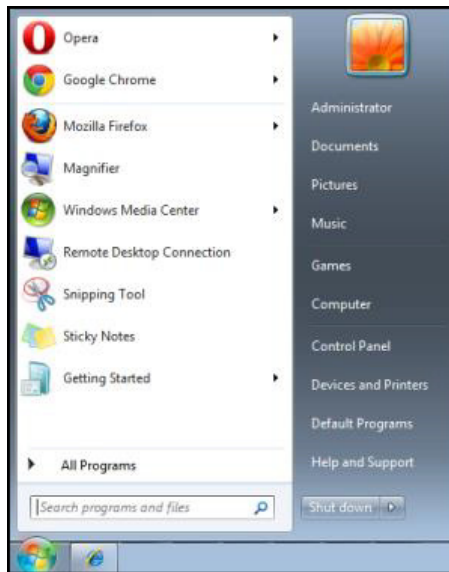 Opera
Google Chrome
Mozilla Firefox
Magnifier
Windows Media Center
Remote Desktop Connection
Snipping Tool
Sticky Notes
Getting Started
All Programs
Search programs and files
Administrator
Documents
Pictures
Music
Games
Computer
Control Panel
Devices and Printers
Default Programs
Help and Support
Shut down